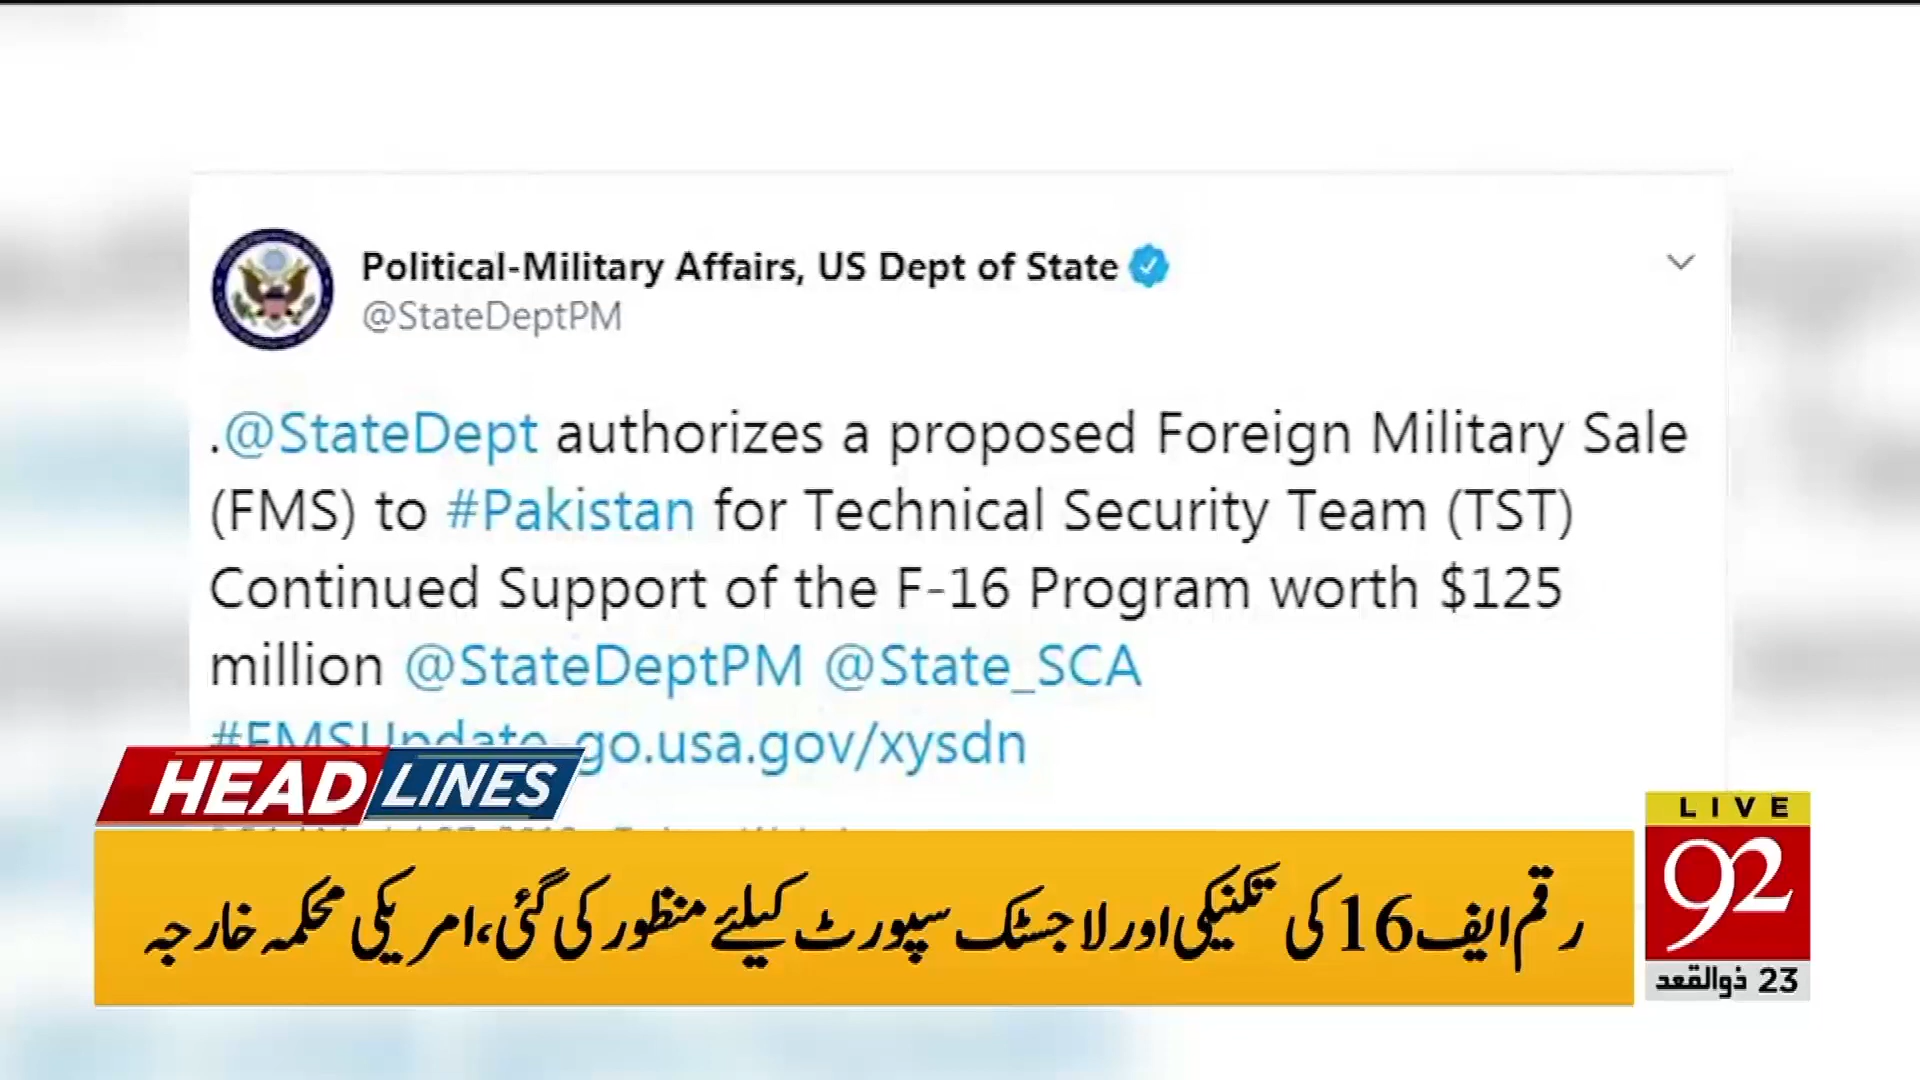 Political-Military Affairs, US Dept of State
@StateDeptPM
.@StateDept authorizes a proposed Foreign Military Sale
(FMS) to #Pakistan for Technical Security Team (TST)
Continued Support of the F-16 Program worth $125
million @StateDeptPM @State_SCA
#FMSUpdate go.usa.gov/xysdn
HEADLINES
رقم ایف 16 کی تکنیکی اور لاجسٹک سپورٹ کیلئے منظور کی گئی، امریکی محکمہ خارجہ
LIVE
92
23 ذوالقعد